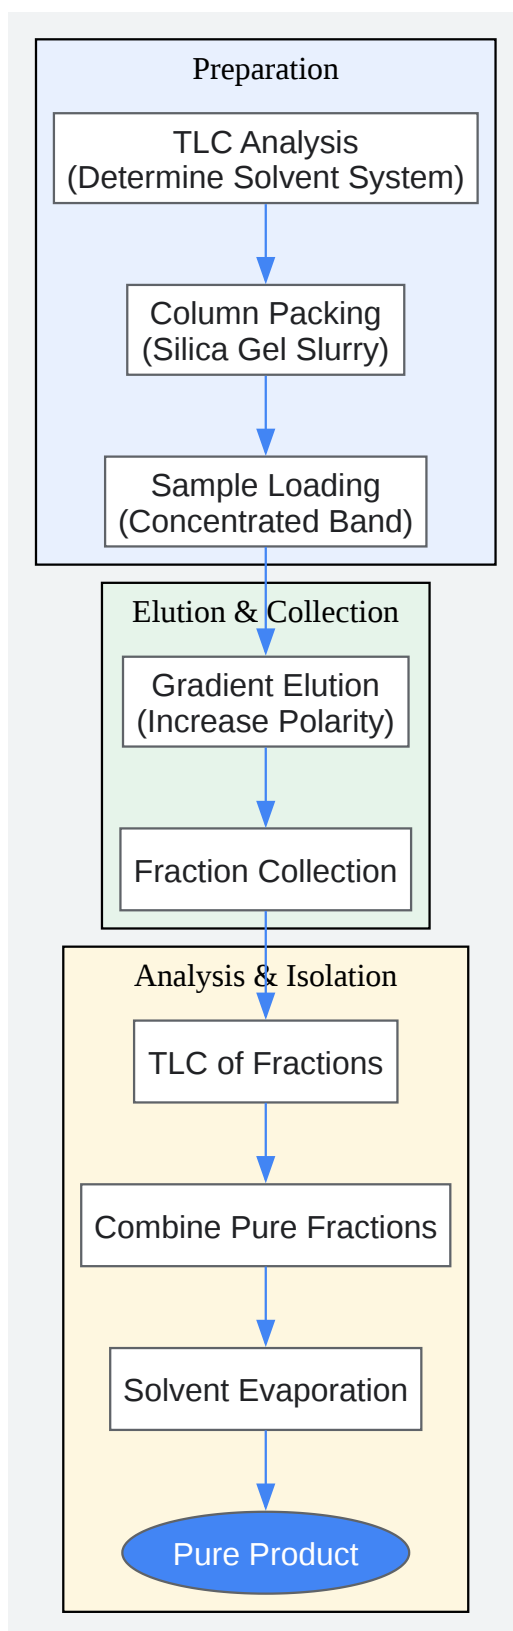 Preparation
TLC Analysis
(Determine Solvent System)
Column Packing
(Silica Gel Slurry)
Sample Loading
(Concentrated Band)
Elution & Collection
Gradient Elution
(Increase Polarity)
Fraction Collection
Analysis & Isolation
TLC of Fractions
Combine Pure Fractions
Solvent Evaporation
Pure Product